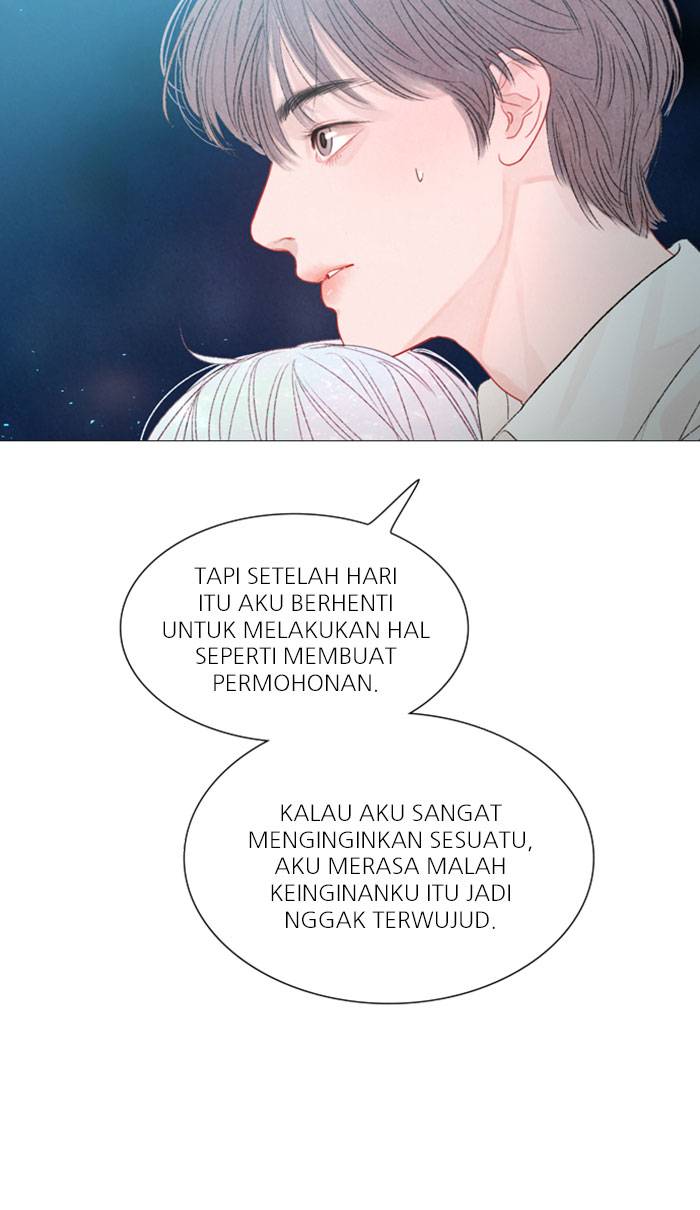 TAPI SETELAH HARI
ITU AKU BERHENTI
UNTUK MELAKUKAN HAL
SEPERTI MEMBUAT
PERMOHONAN.
KALAU AKU SANGAT
MENGINGINKAN SESUATU,
AKU MERASA MALAH
KEINGINANKU ITU JADI
NGGAK TERWUJUD.